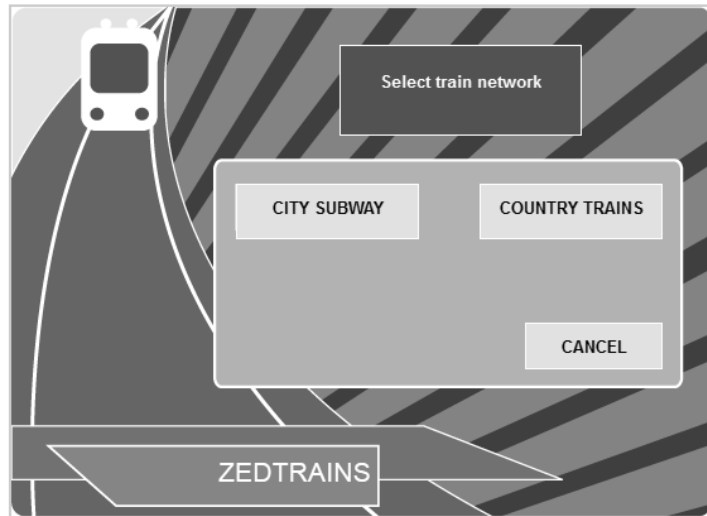 Select train network
CITY SUBWAY
COUNTRY TRAINS
CANCEL
ZEDTRAINS